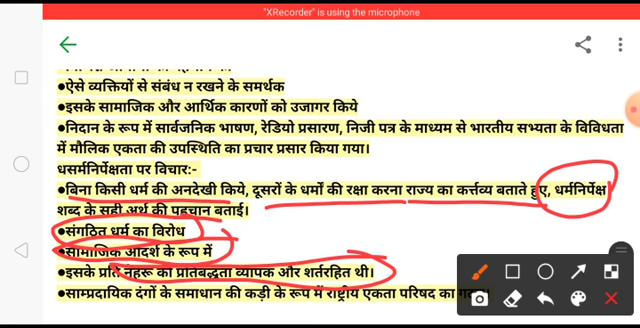 "XRecorder" is using the microphone
●ऐसे व्यक्तियों से संबंध न रखने के समर्थक
●इसके सामाजिक और आर्थिक कारणों को उजागर किये
●निदान के रूप में सार्वजनिक भाषण, रेडियो प्रसारण, निजी पत्र के माध्यम से भारतीय सभ्यता के विविधता
में मौलिक एकता की उपस्थिति का प्रचार प्रसार किया गया।
धसर्मनिर्पेक्षता पर विचार:-
●बिना किसी धर्म की अनदेखी किये, दूसरों के धर्मों की रक्षा करना राज्य का कर्त्तव्य बताते हुए, धर्मनिर्पेक्ष
शब्द के सही अर्थ की पहचान बताई।
●संगठित धर्म का विरोध
●सामाजिक आदर्श के रूप में
●इसके प्रति नेहरू की प्रतिबद्धता व्यापक और शर्तरहित थी।
●साम्प्रदायिक दंगों के समाधान की कड़ी के रूप में राष्ट्रीय एकता परिषद का